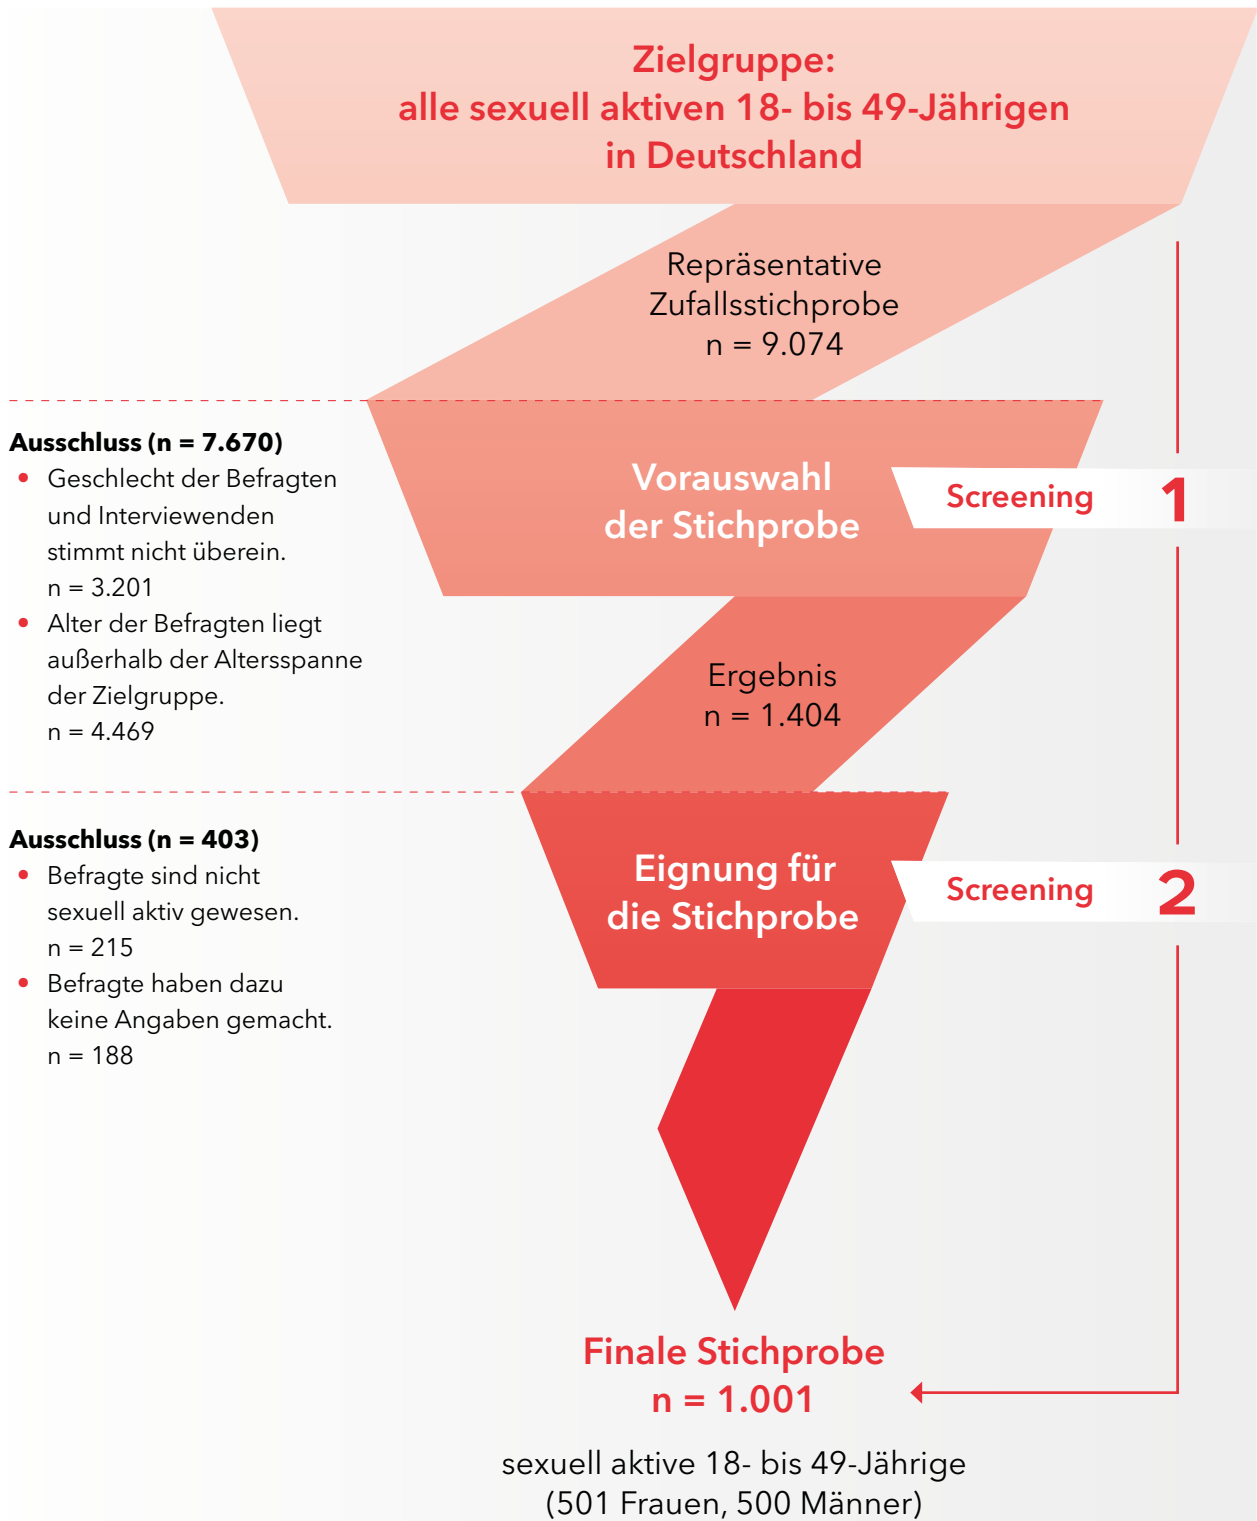 Zielgruppe:
alle sexuell aktiven 18- bis 49-Jährigen
in Deutschland
Repräsentative
Zufallsstichprobe
n = 9.074
Ausschluss (n = 7.670)
• Geschlecht der Befragten
und Interviewenden
stimmt nicht überein.
n = 3.201
• Alter der Befragten liegt
außerhalb der Altersspanne
der Zielgruppe.
n = 4.469
Vorauswahl
der Stichprobe
Screening 1
Ergebnis
n = 1.404
Ausschluss (n = 403)
• Befragte sind nicht
sexuell aktiv gewesen.
n = 215
• Befragte haben dazu
keine Angaben gemacht.
n = 188
Eignung für
die Stichprobe
Screening 2
Finale Stichprobe
n = 1.001
sexuell aktive 18- bis 49-Jährige
(501 Frauen, 500 Männer)